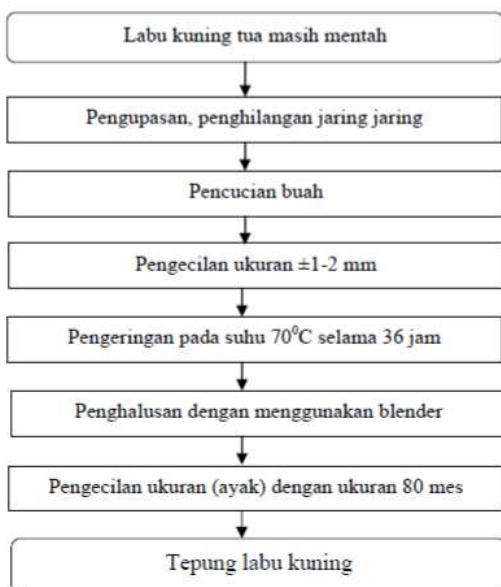 Labu kuning tua masih mentah
Pengupasan, penghilangan jaring jaring
Pencucian buah
Pengecilan ukuran ±1-2 mm
Pengeringan pada suhu 70⁰C selama 36 jam
Penghalusan dengan menggunakan blender
Pengecilan ukuran (ayak) dengan ukuran 80 mes
Tepung labu kuning